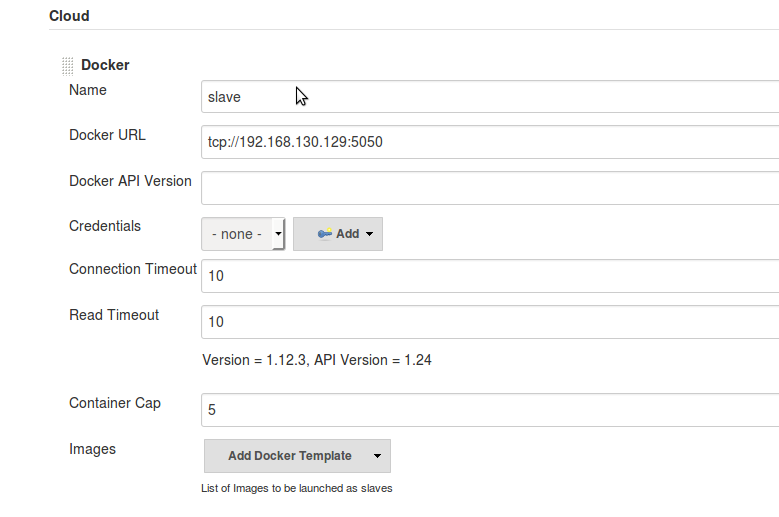 Cloud
Docker
Name
slave
Docker URL
tcp://192.168.130.129:5050
Docker API Version
Credentials
- none -
Add
Connection Timeout
10
Read Timeout
10
Version = 1.12.3, API Version = 1.24
Container Cap
5
Images
Add Docker Template
List of Images to be launched as slaves